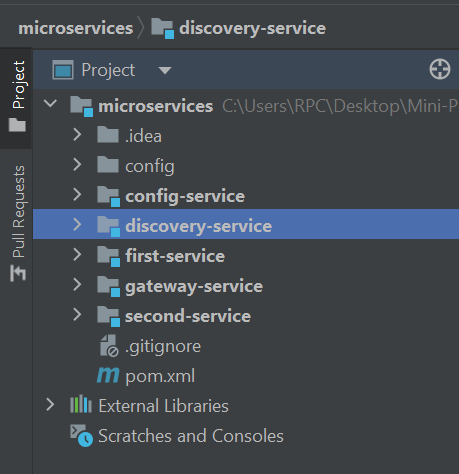 microservices discovery-service
Project
Project
Pull Requests
microservices C:\Users\RPC\Desktop\Mini-P
.idea
config
config-service
discovery-service
first-service
gateway-service
second-service
.gitignore
m pom.xml
External Libraries
Scratches and Consoles